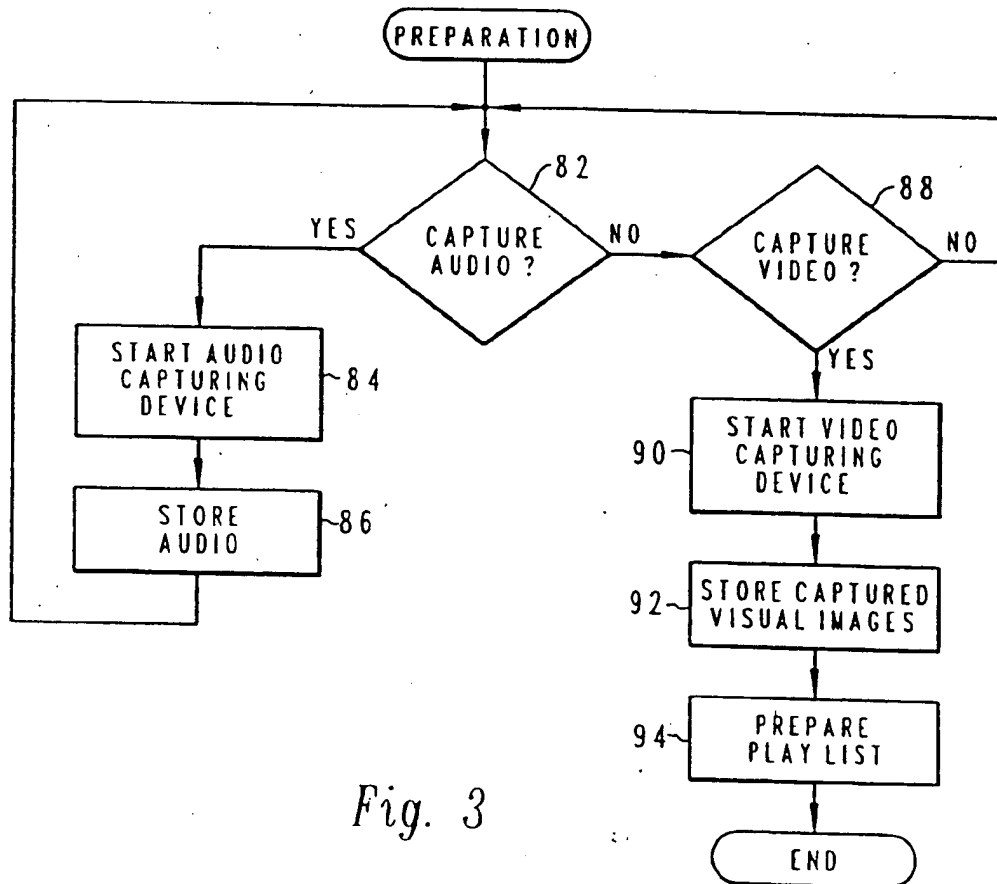 PREPARATION
82
88
YES
CAPTURE
AUDIO ?
NO
CAPTURE
VIDEO ?
NO
START AUDIO
CAPTURING
DEVICE
84
YES
90
START VIDEO
CAPTURING
DEVICE
STORE
AUDIO
86
92
STORE CAPTURED
VISUAL IMAGES
94
PREPARE
PLAY LIST
Fig. 3
END